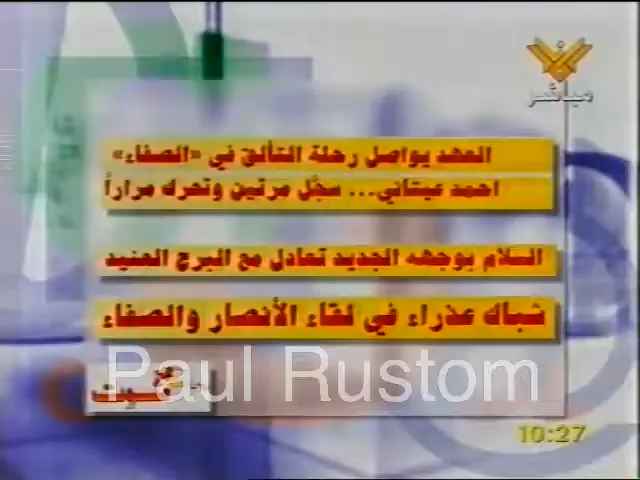 مباشر
العهد يواصل رحلة التألق في «الصفاء»
احمد عيتاني... سجّل مرتين وتحرك مراراً
السلام بوجهه الجديد تعادل مع البرج العنيد
شباك عذراء في لقاء الأنصار والصفاء
Paul Rustom
10:27